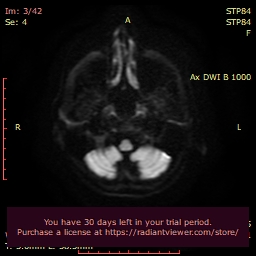 Im: 3/42
Se: 4
STP84
STP84
F
A
Ax DWI B 1000
R
L
You have 30 days left in your trial period.
Purchase a license at https://radiantviewer.com/store/